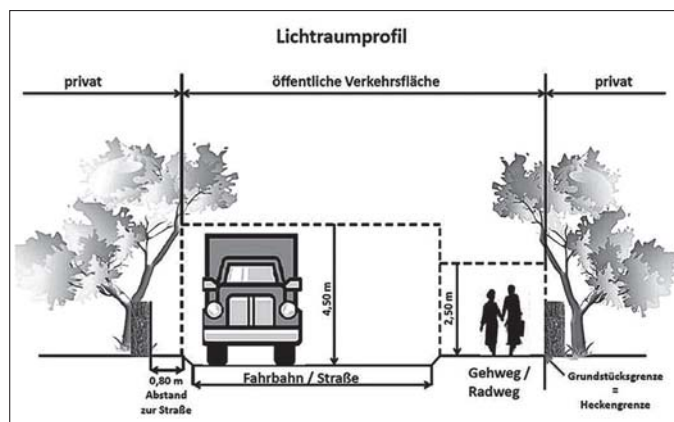 Lichtraumprofil
privat
öffentliche Verkehrsfläche
privat
4,50 m
2,50 m
0,80 m
Abstand
zur Straße
Fahrbahn / Straße
Gehweg /
Radweg
Grundstücksgrenze
=
Heckengrenze